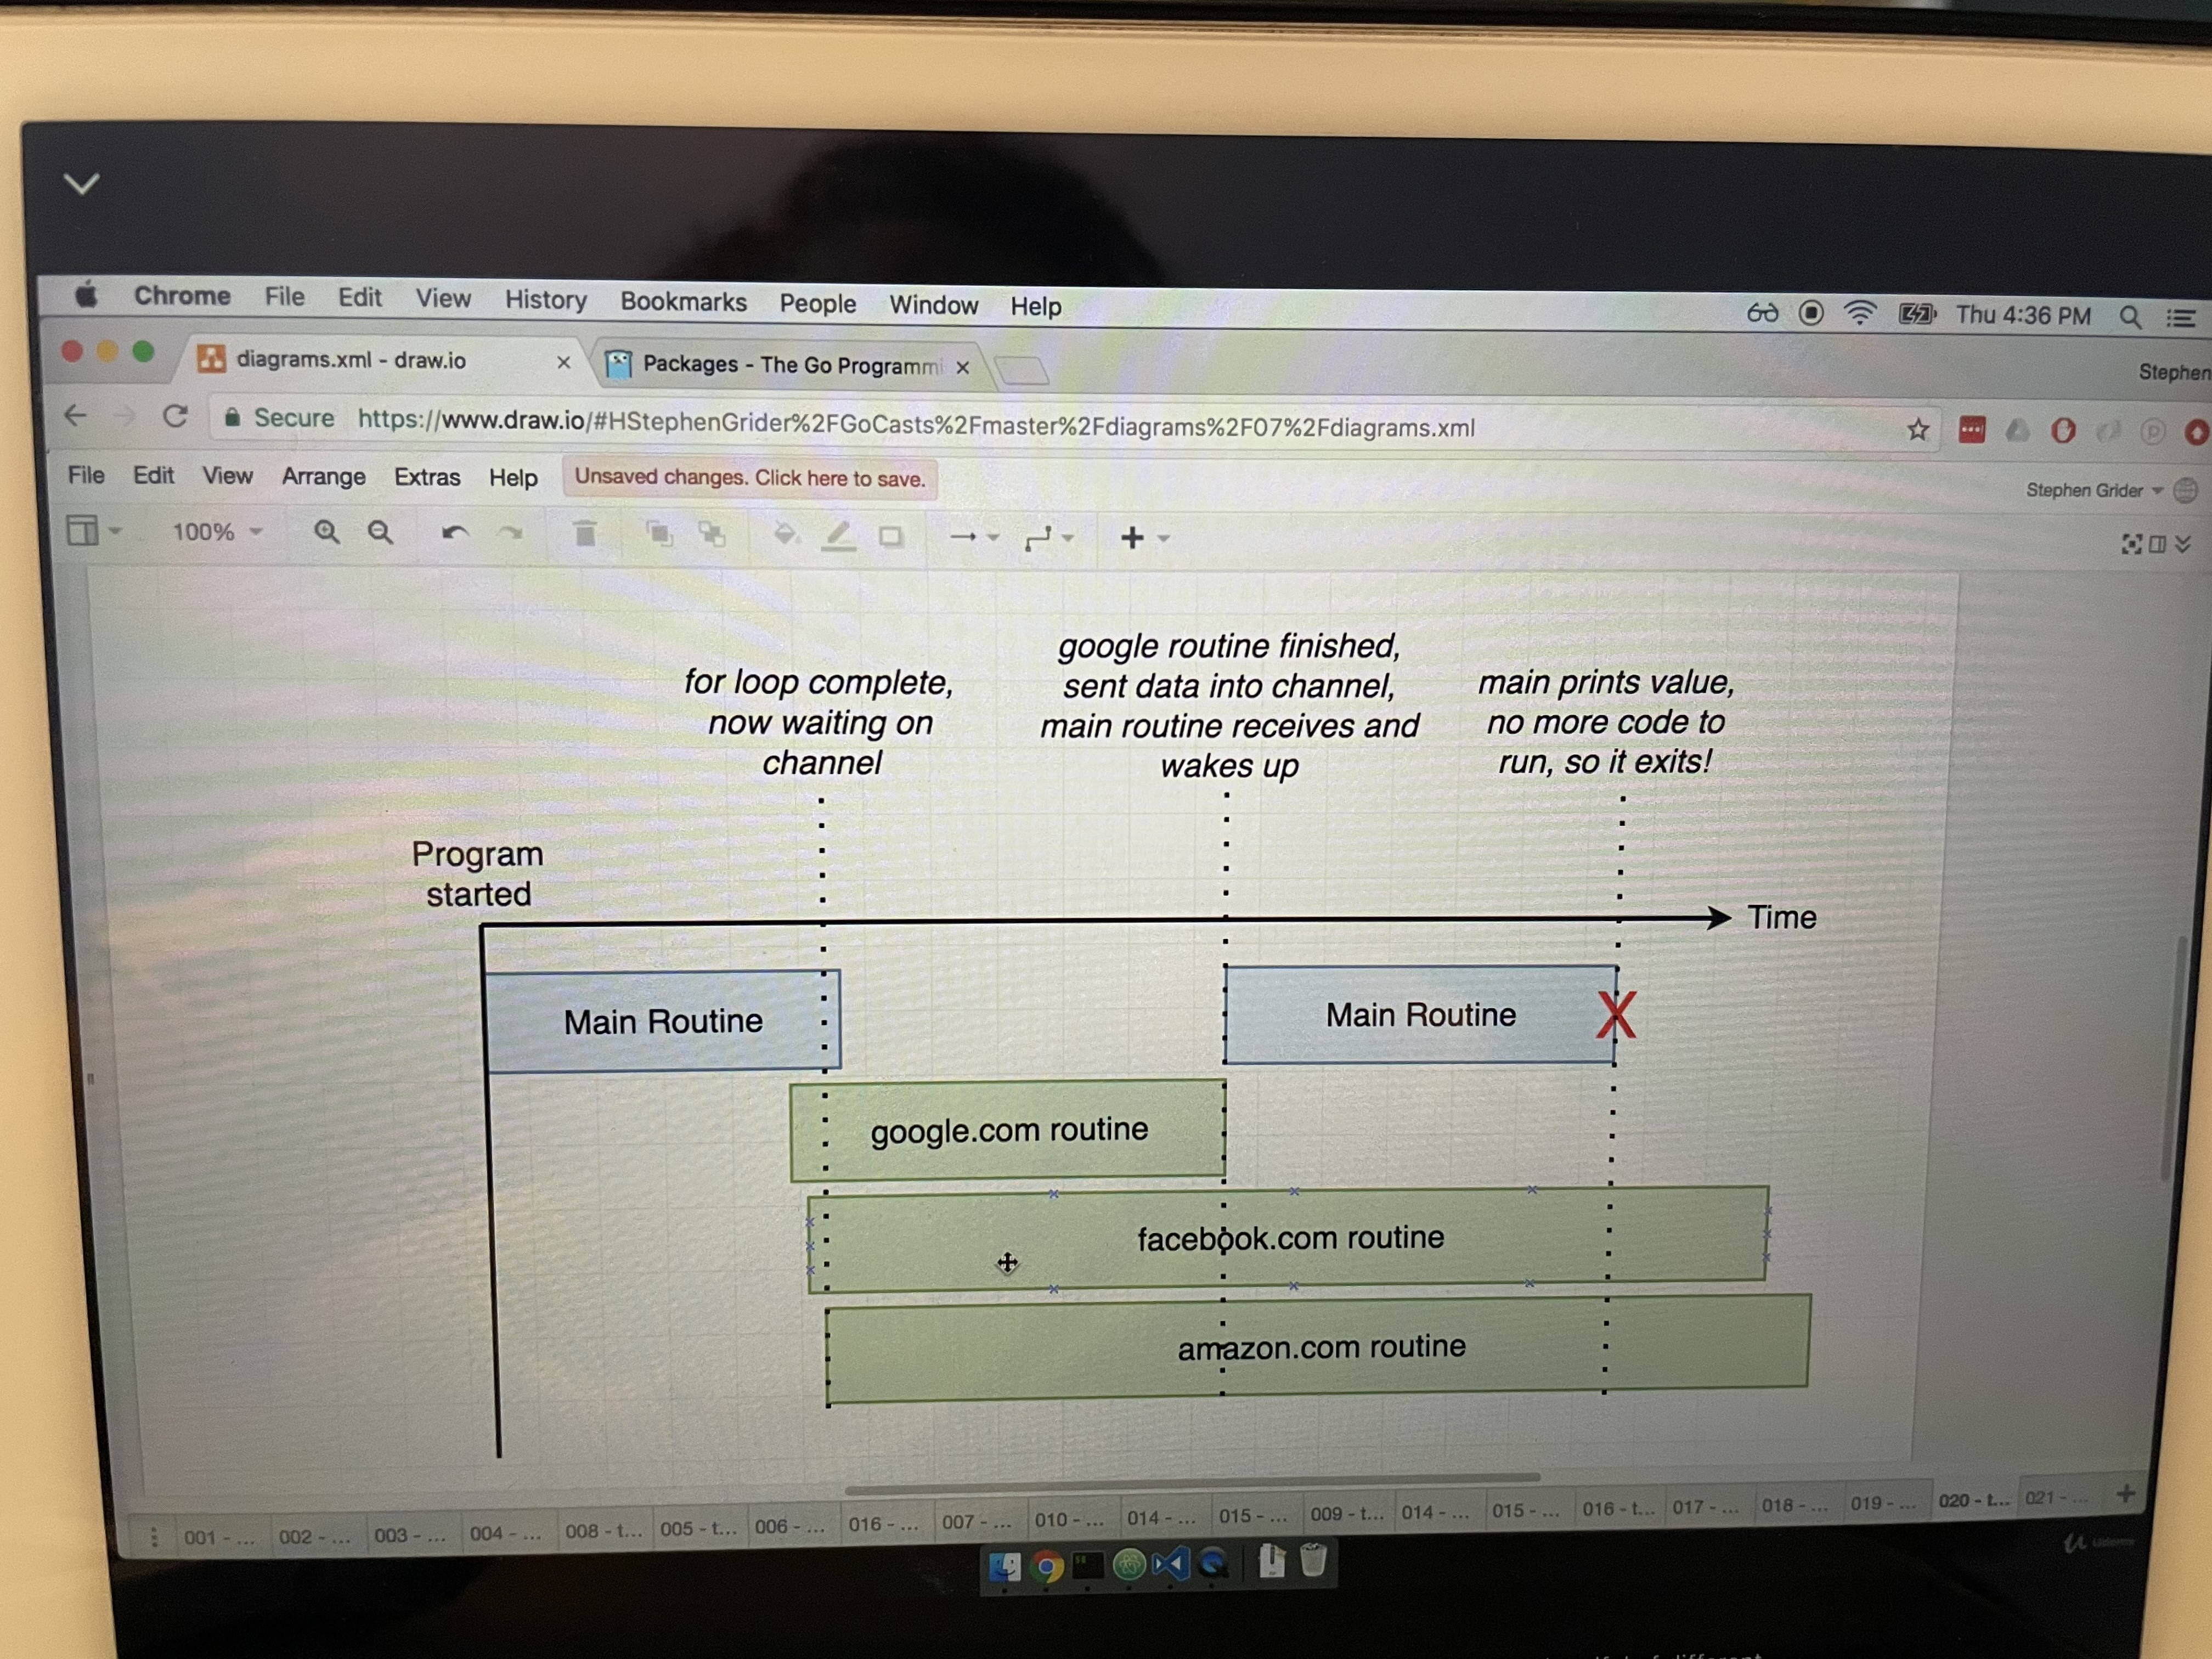 Chrome File Edit View History Bookmarks People Window Help Thu 4:36 PM
diagrams.xml - draw.io Packages - The Go Programmi Stephen
Secure https://www.draw.io/#HStephenGrider%2FGoCasts%2Fmaster%2Fdiagrams%2F07%2Fdiagrams.xml
File Edit View Arrange Extras Help Unsaved changes. Click here to save. Stephen Grider
100%
for loop complete,
now waiting on
channel
google routine finished,
sent data into channel,
main routine receives and
wakes up
main prints value,
no more code to
run, so it exits!
Program
started
Time
Main Routine
Main Routine X
google.com routine
facebook.com routine
amazon.com routine
001 - ... 002 - ... 003 - ... 004 - ... 008 - t... 005 - t... 006 - ... 016 - ... 007 - ... 010 - ... 014 - ... 015 - ... 009 - t... 014 - ... 015 - ... 016 - t... 017 - ... 018 - ... 019 - ... 020 - t... 021 - ...
Udemy